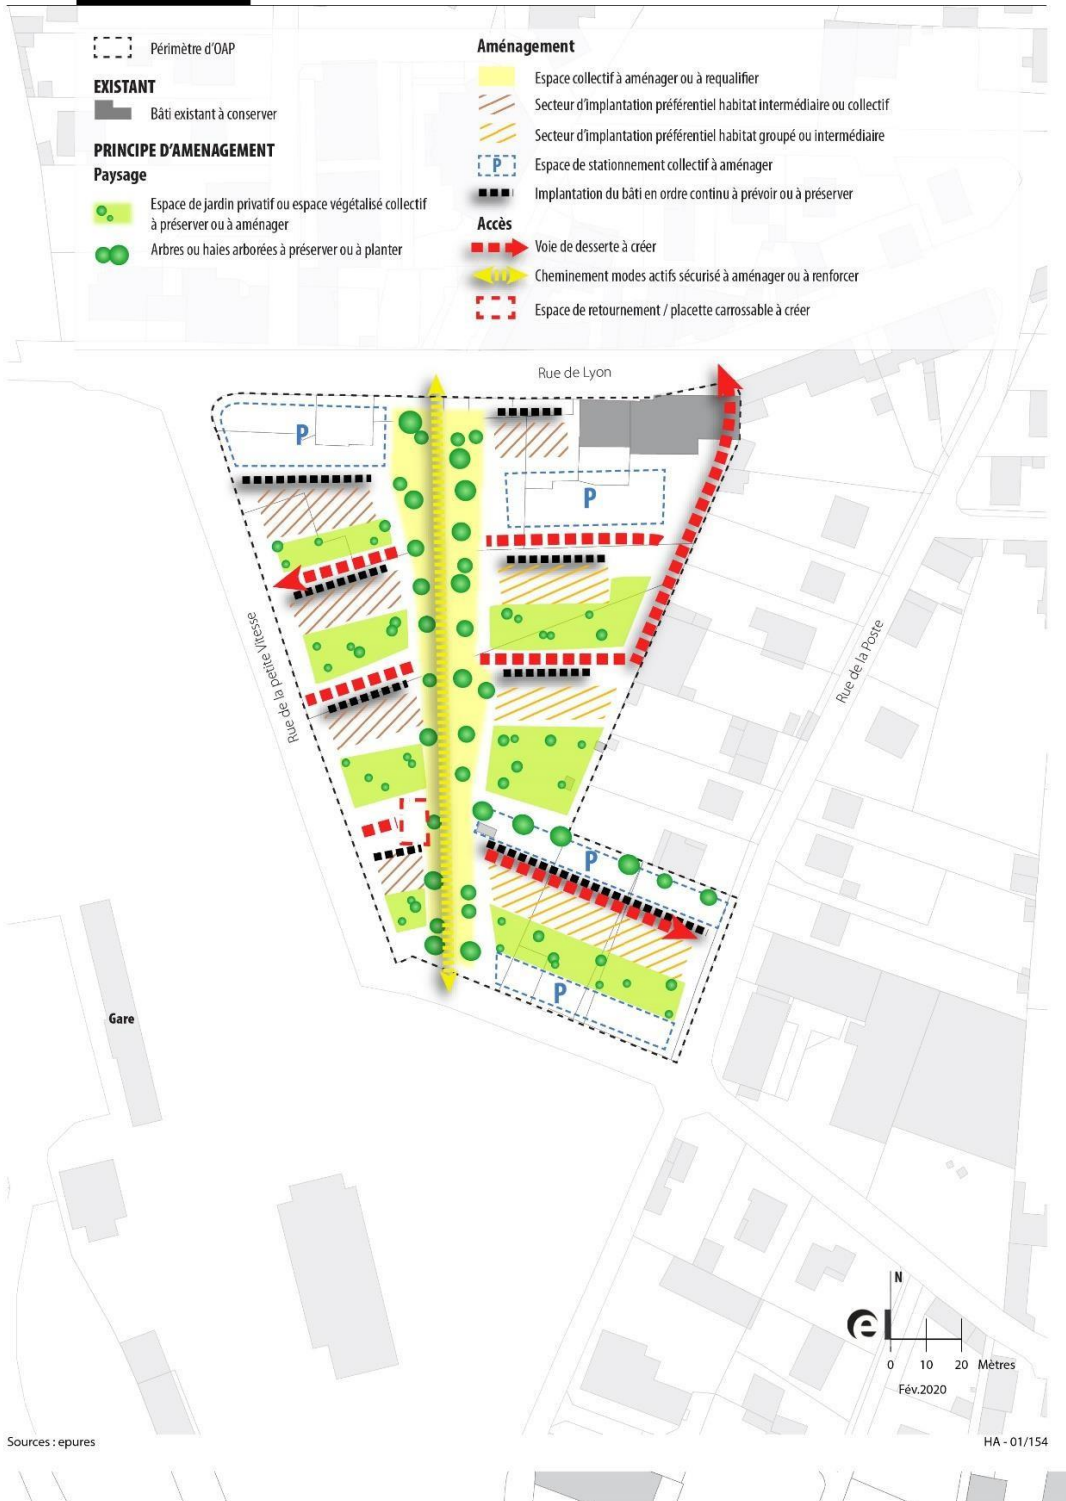 Périmètre d'OAP
EXISTANT
Bâti existant à conserver
PRINCIPE D'AMENAGEMENT
Paysage
Espace de jardin privatif ou espace végétalisé collectif
à préserver ou à aménager
Arbres ou haies arborées à préserver ou à planter
Aménagement
Espace collectif à aménager ou à requalifier
Secteur d'implantation préférentiel habitat intermédiaire ou collectif
Secteur d'implantation préférentiel habitat groupé ou intermédiaire
P
Espace de stationnement collectif à aménager
Implantation du bâti en ordre continu à prévoir ou à préserver
Accès
Voie de desserte à créer
Cheminement modes actifs sécurisé à aménager ou à renforcer
Espace de retournement / placette carrossable à créer
Rue de Lyon
P
P
Rue de la petite Vitesse
Rue de la Poste
P
P
Gare
N
e
0 10 20 Mètres
Fév.2020
Sources : epures
HA - 01/154